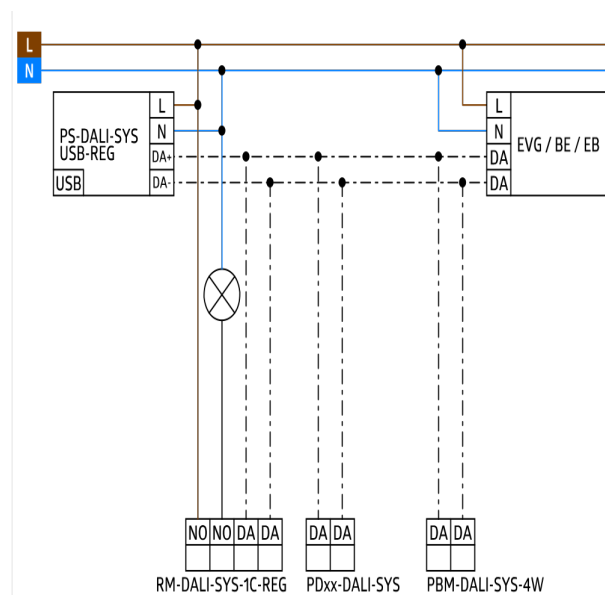 L
N
PS-DALI-SYS
USB-REG
USB
L
N
DA+
DA-
L
N
DA
DA
EVG / BE / EB
NO NO DA DA
DA DA
DA DA
RM-DALI-SYS-1C-REG
PDxx-DALI-SYS
PBM-DALI-SYS-4W